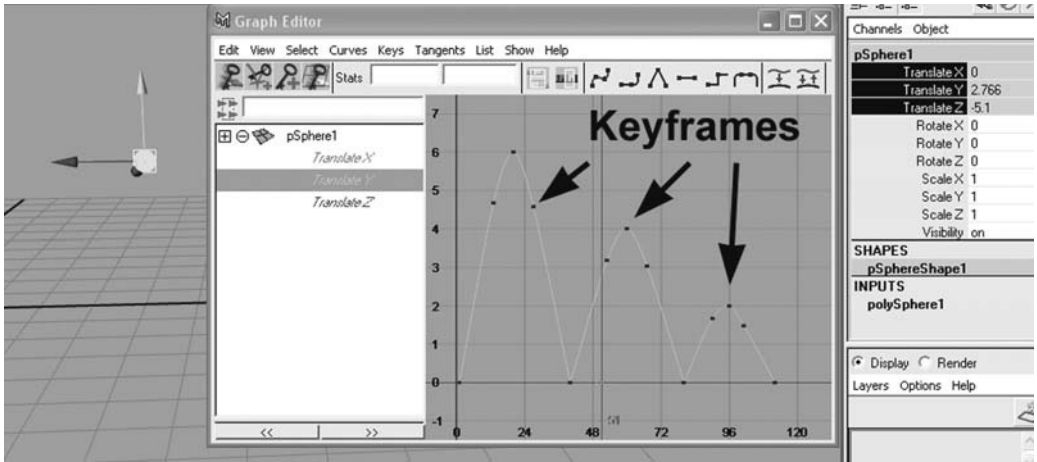 Graph Editor
Edit View Select Curves Keys Tangents List Show Help
Stats
pSphere1
Translate X
Translate Y
Translate Z
<<
>>
Keyframes
7
6
5
4
3
2
1
0
-1
0 24 48 72 96 120
Channels Object
pSphere1
Translate X 0
Translate Y 2.766
Translate Z -5.1
Rotate X 0
Rotate Y 0
Rotate Z 0
Scale X 1
Scale Y 1
Scale Z 1
Visibility on
SHAPES
pSphereShape1
INPUTS
polySphere1
Display Render
Layers Options Help